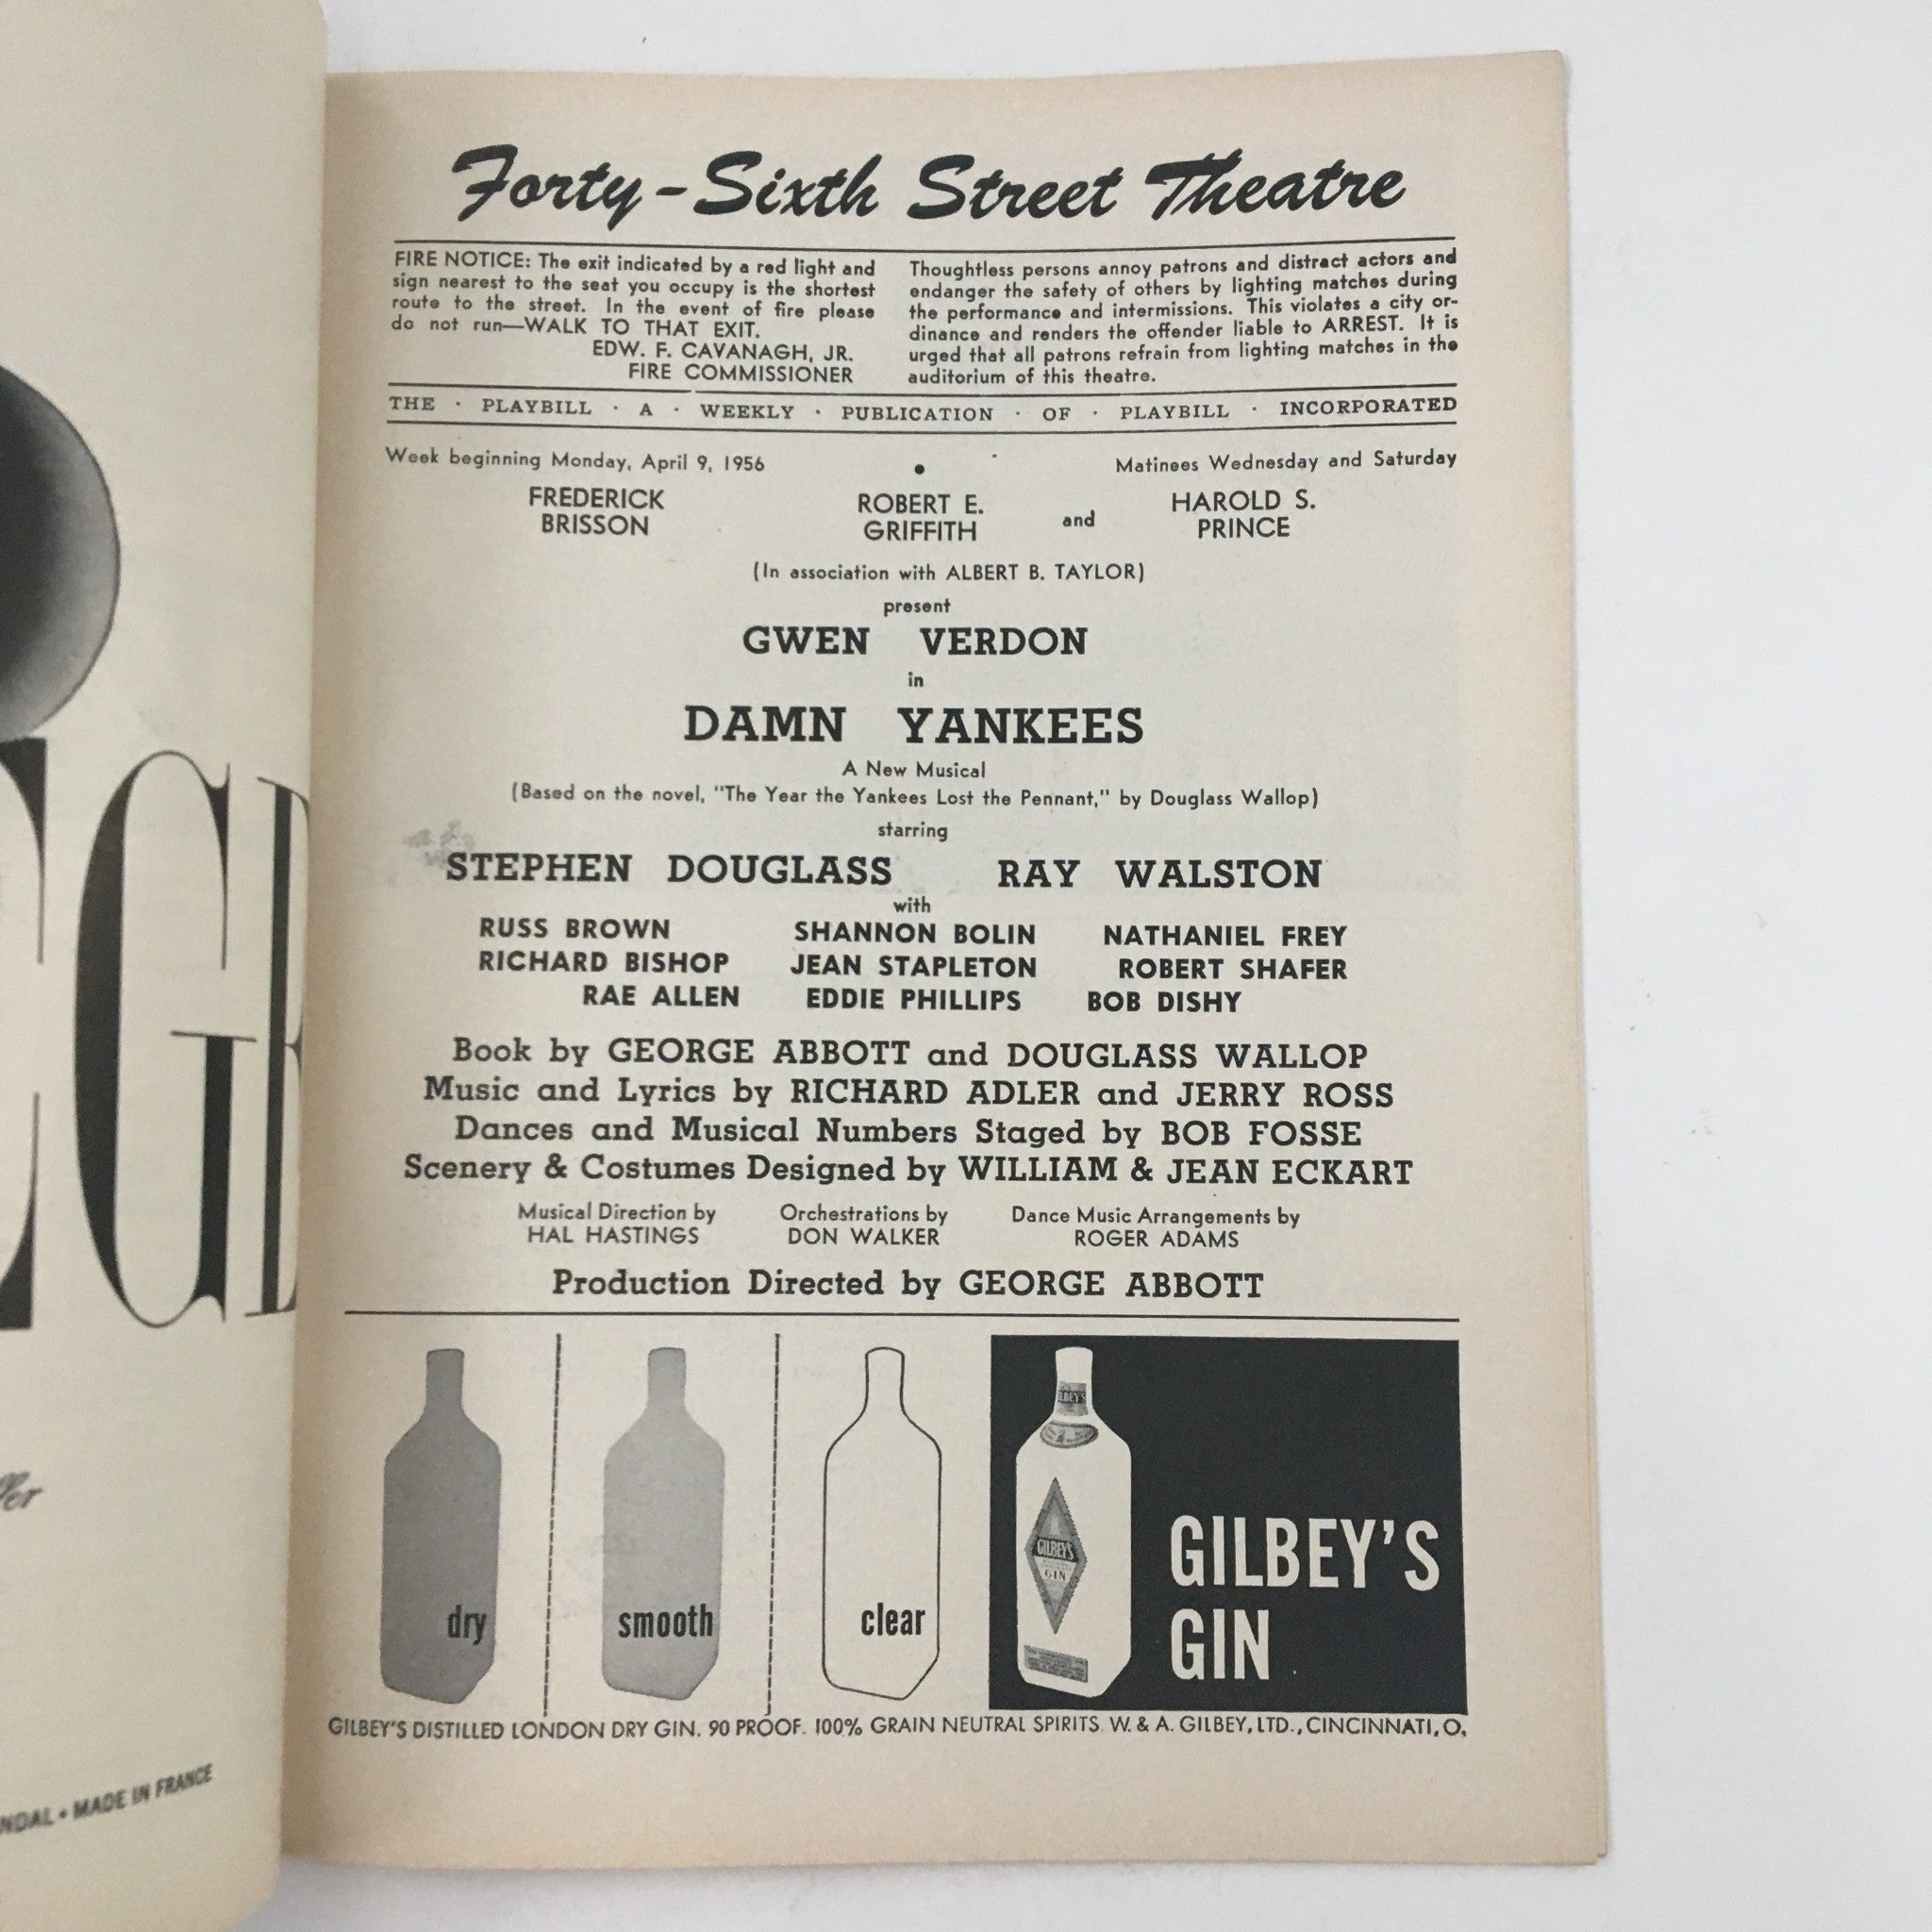 Forty-Sixth Street Theatre
FIRE NOTICE: The exit indicated by a red light and
sign nearest to the seat you occupy is the shortest
route to the street. In the event of fire please
do not run—WALK TO THAT EXIT.
EDW. F. CAVANAGH, JR.
FIRE COMMISSIONER
Thoughtless persons annoy patrons and distract actors and
endanger the safety of others by lighting matches during
the performance and intermissions. This violates a city or-
dinance and renders the offender liable to ARREST. It is
urged that all patrons refrain from lighting matches in the
auditorium of this theatre.
THE · PLAYBILL · A · WEEKLY · PUBLICATION · OF · PLAYBILL · INCORPORATED
Week beginning Monday, April 9, 1956 • Matinees Wednesday and Saturday
FREDERICK BRISSON
ROBERT E. GRIFFITH and HAROLD S. PRINCE
(In association with ALBERT B. TAYLOR)
present
GWEN VERDON
in
DAMN YANKEES
A New Musical
(Based on the novel, "The Year the Yankees Lost the Pennant," by Douglass Wallop)
starring
STEPHEN DOUGLASS RAY WALSTON
with
RUSS BROWN SHANNON BOLIN NATHANIEL FREY
RICHARD BISHOP JEAN STAPLETON ROBERT SHAFER
RAE ALLEN EDDIE PHILLIPS BOB DISHY
Book by GEORGE ABBOTT and DOUGLASS WALLOP
Music and Lyrics by RICHARD ADLER and JERRY ROSS
Dances and Musical Numbers Staged by BOB FOSSE
Scenery & Costumes Designed by WILLIAM & JEAN ECKART
Musical Direction by HAL HASTINGS
Orchestrations by DON WALKER
Dance Music Arrangements by ROGER ADAMS
Production Directed by GEORGE ABBOTT
dry
smooth
clear
GILBEY'S
GIN
GILBEY'S
GIN
GILBEY'S DISTILLED LONDON DRY GIN. 90 PROOF. 100% GRAIN NEUTRAL SPIRITS. W. & A. GILBEY, LTD., CINCINNATI, O.
MADE IN FRANCE